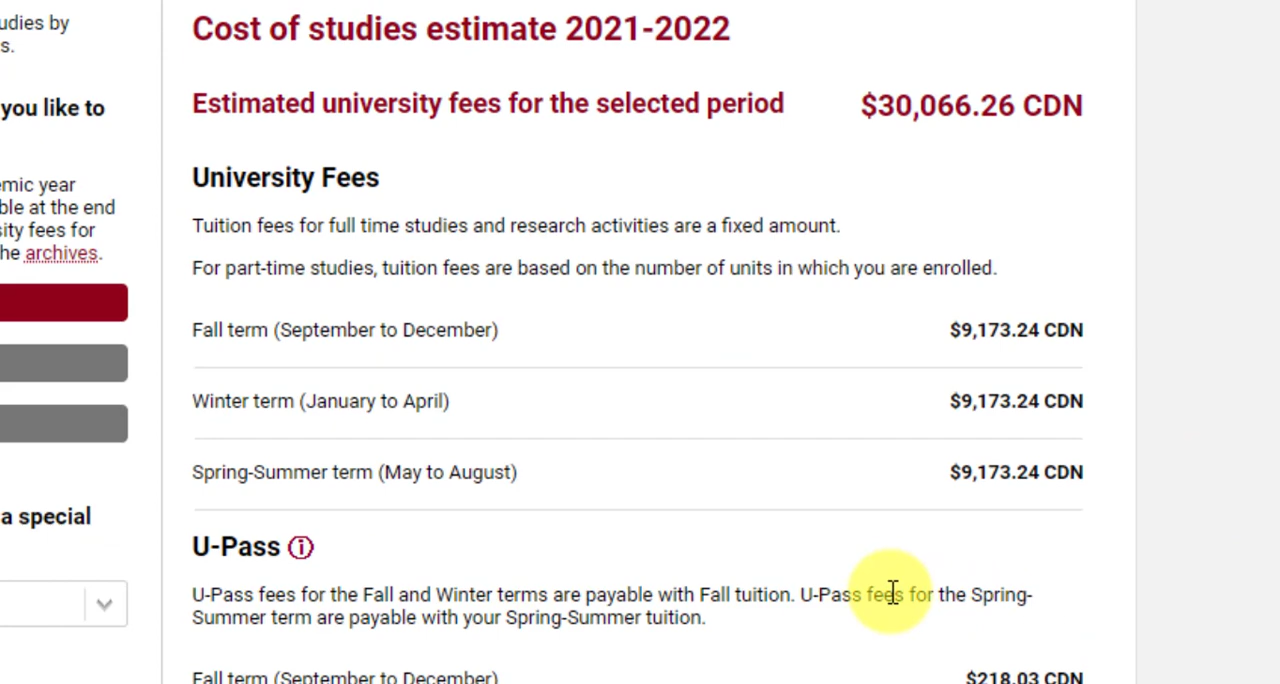 udies by
s.
you like to
emic year
ble at the end
sity fees for
he archives.
a special
Cost of studies estimate 2021-2022
Estimated university fees for the selected period $30,066.26 CDN
University Fees
Tuition fees for full time studies and research activities are a fixed amount.
For part-time studies, tuition fees are based on the number of units in which you are enrolled.
Fall term (September to December) $9,173.24 CDN
Winter term (January to April) $9,173.24 CDN
Spring-Summer term (May to August) $9,173.24 CDN
U-Pass
U-Pass fees for the Fall and Winter terms are payable with Fall tuition. U-Pass fees for the Spring-
Summer term are payable with your Spring-Summer tuition.
Fall term (September to December) $218.03 CDN